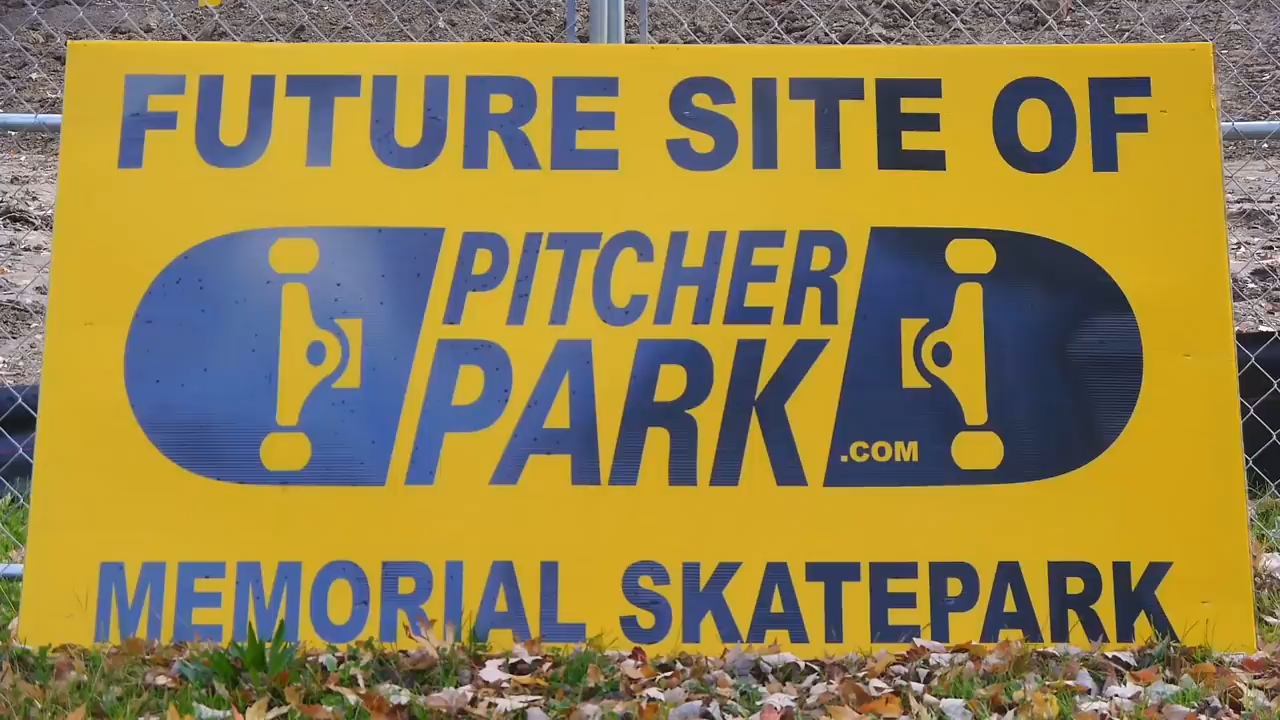 FUTURE SITE OF
PITCHER
PARK
.COM
MEMORIAL SKATEPARK